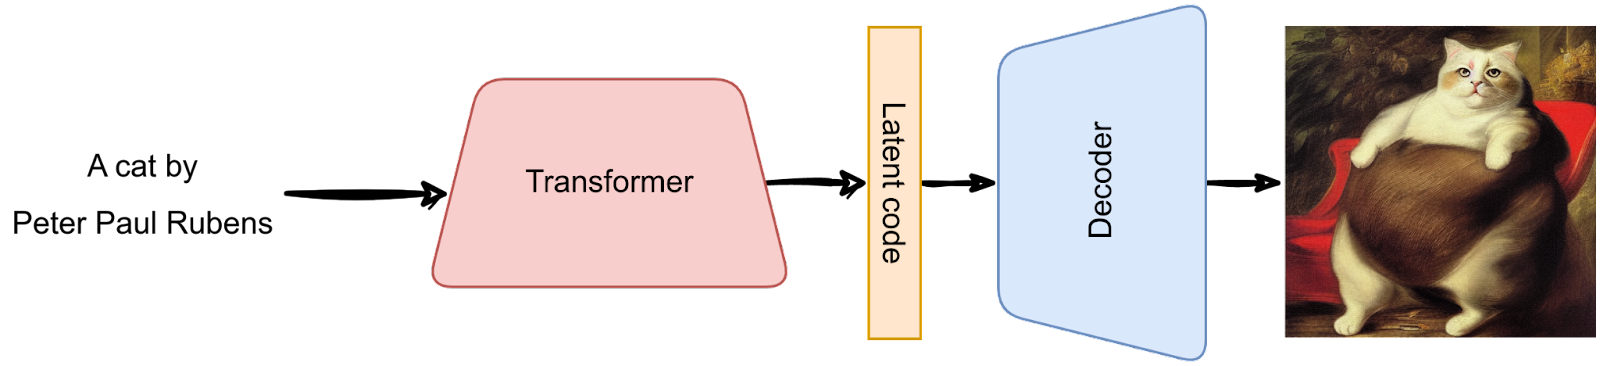 A cat by
Peter Paul Rubens
Transformer
Latent code
Decoder